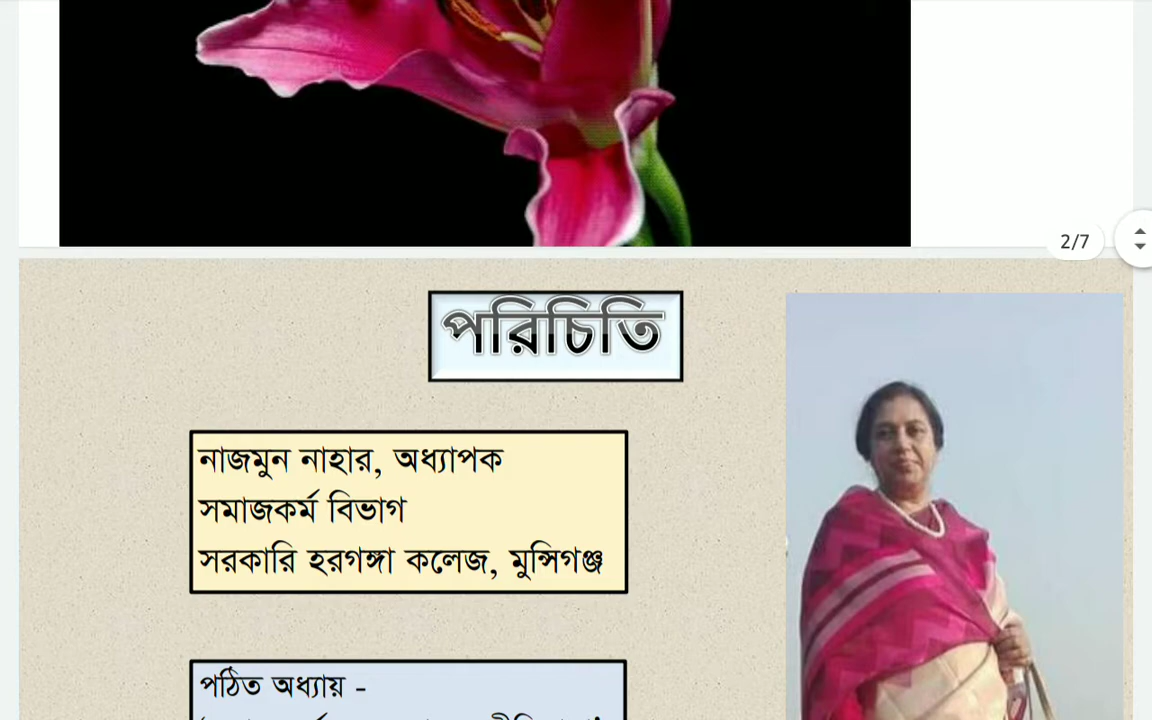 2/7
পরিচিতি
নাজমুন নাহার, অধ্যাপক
সমাজকর্ম বিভাগ
সরকারি হরগঙ্গা কলেজ, মুন্সিগঞ্জ
পঠিত অধ্যায় -